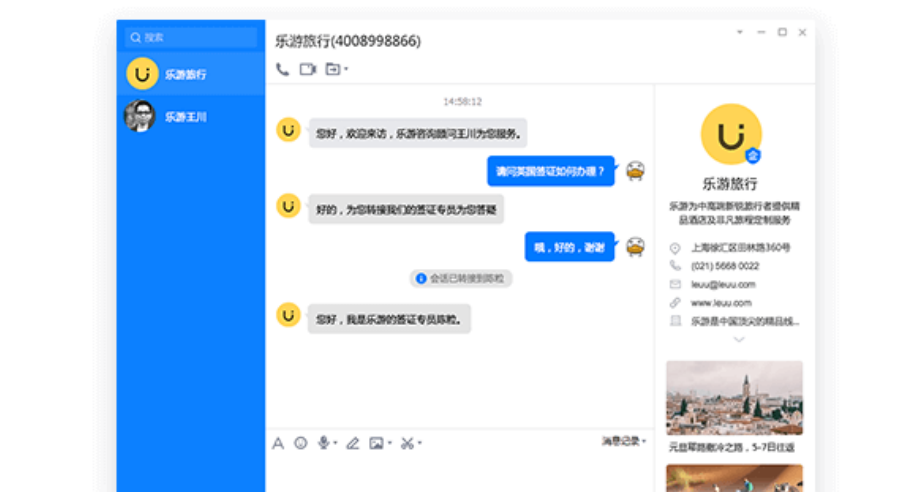 搜索
乐游旅行
乐游王川
乐游旅行(4008998866)
14:58:12
您好，欢迎来访，乐游咨询顾问王川为您服务。
请问英国签证如何办理？
好的，为您转接我们的签证专员为您答疑
哦，好的，谢谢
会话已转接到陈粒
您好，我是乐游的签证专员陈粒。
消息记录
企
乐游旅行
乐游为中高端新锐旅行者提供精
品酒店及非凡旅程定制服务
上海徐汇区田林路360号
(021) 5668 0022
leuu@leuu.com
www.leuu.com
乐游是中国顶尖的精品线...
元旦耶路撒冷之路，5-7日往返